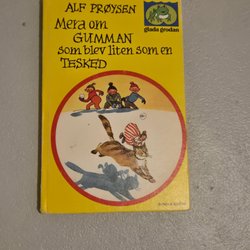 ALF PRØYSEN
Mera om
GUMMAN
som blev liten som en
TESKED
glada grodan